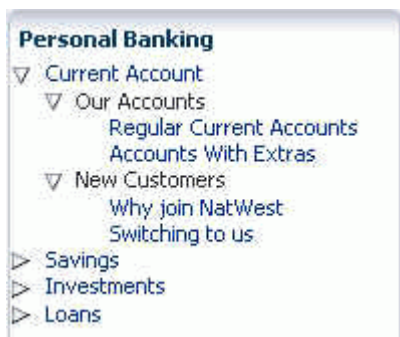 Personal Banking
Current Account
Our Accounts
Regular Current Accounts
Accounts With Extras
New Customers
Why join NatWest
Switching to us
Savings
Investments
Loans